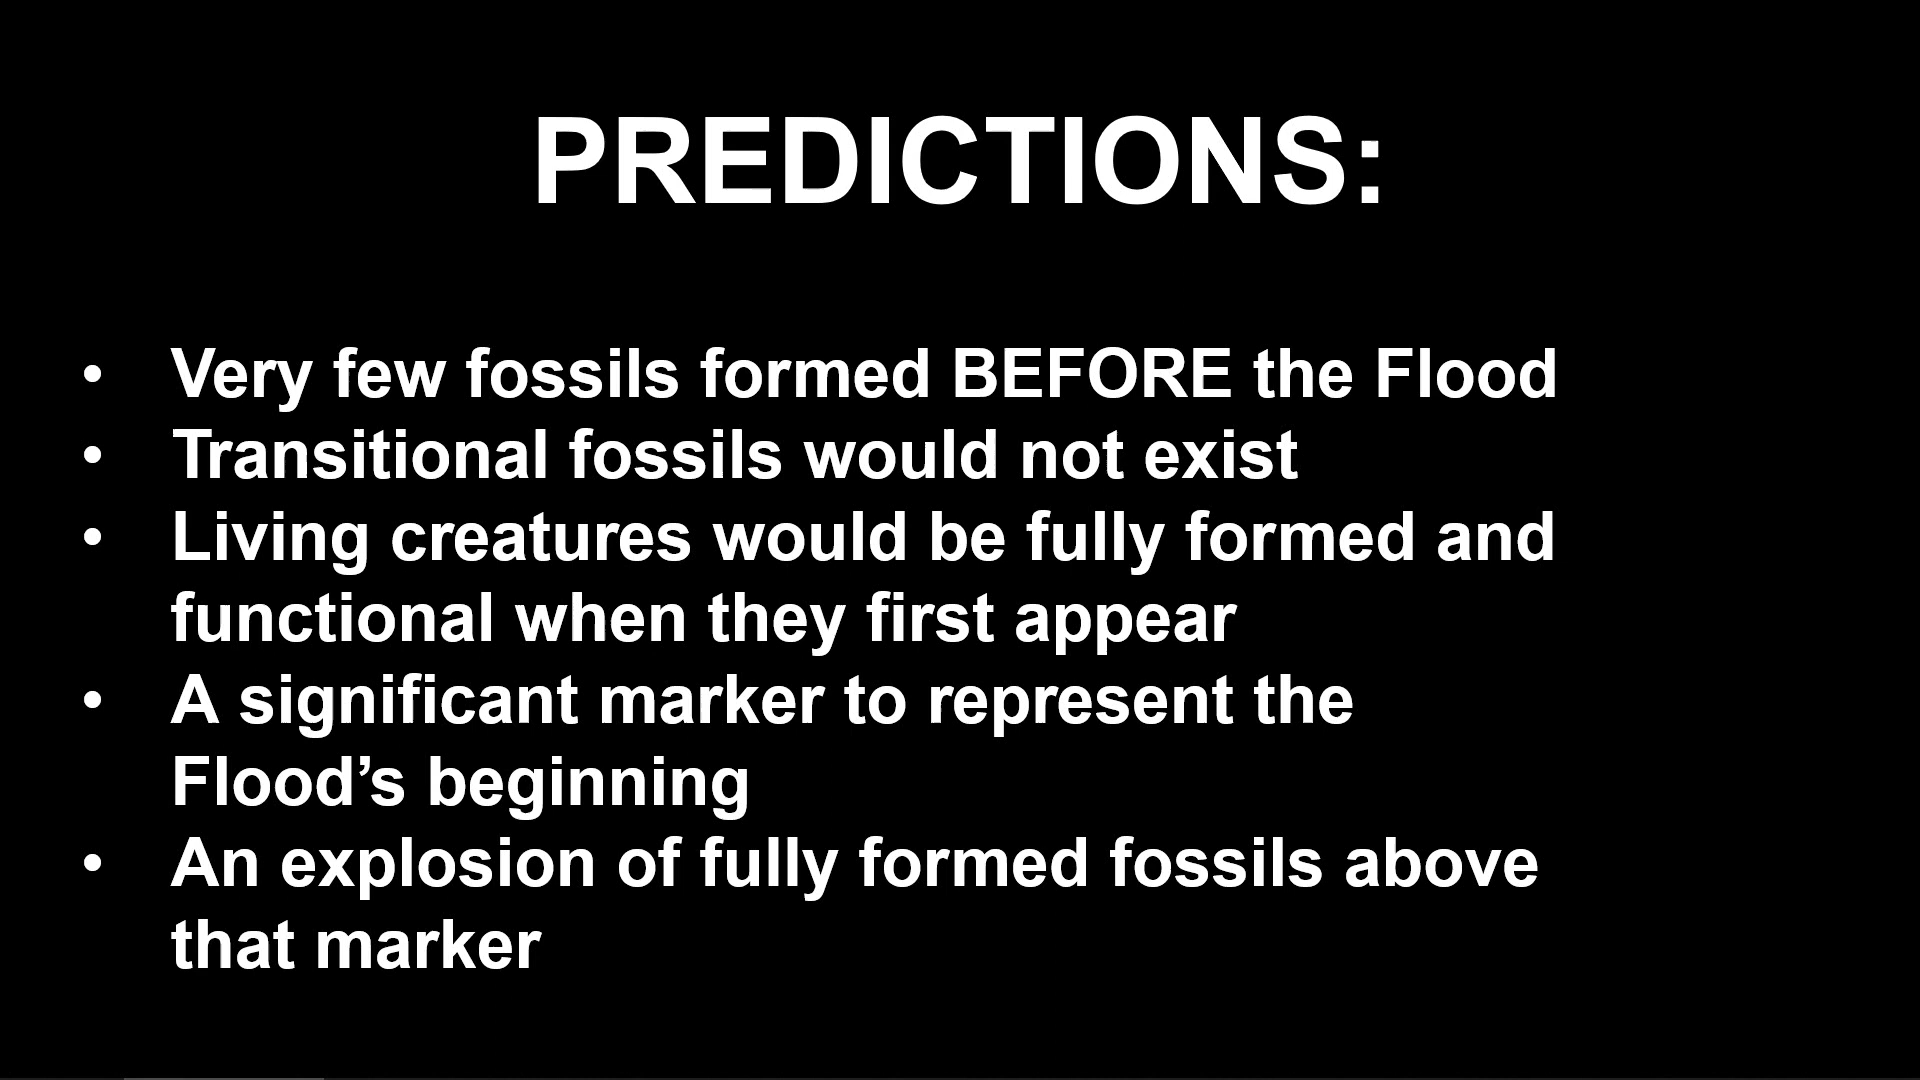 PREDICTIONS:
• Very few fossils formed BEFORE the Flood
• Transitional fossils would not exist
• Living creatures would be fully formed and
functional when they first appear
• A significant marker to represent the
Flood’s beginning
• An explosion of fully formed fossils above
that marker